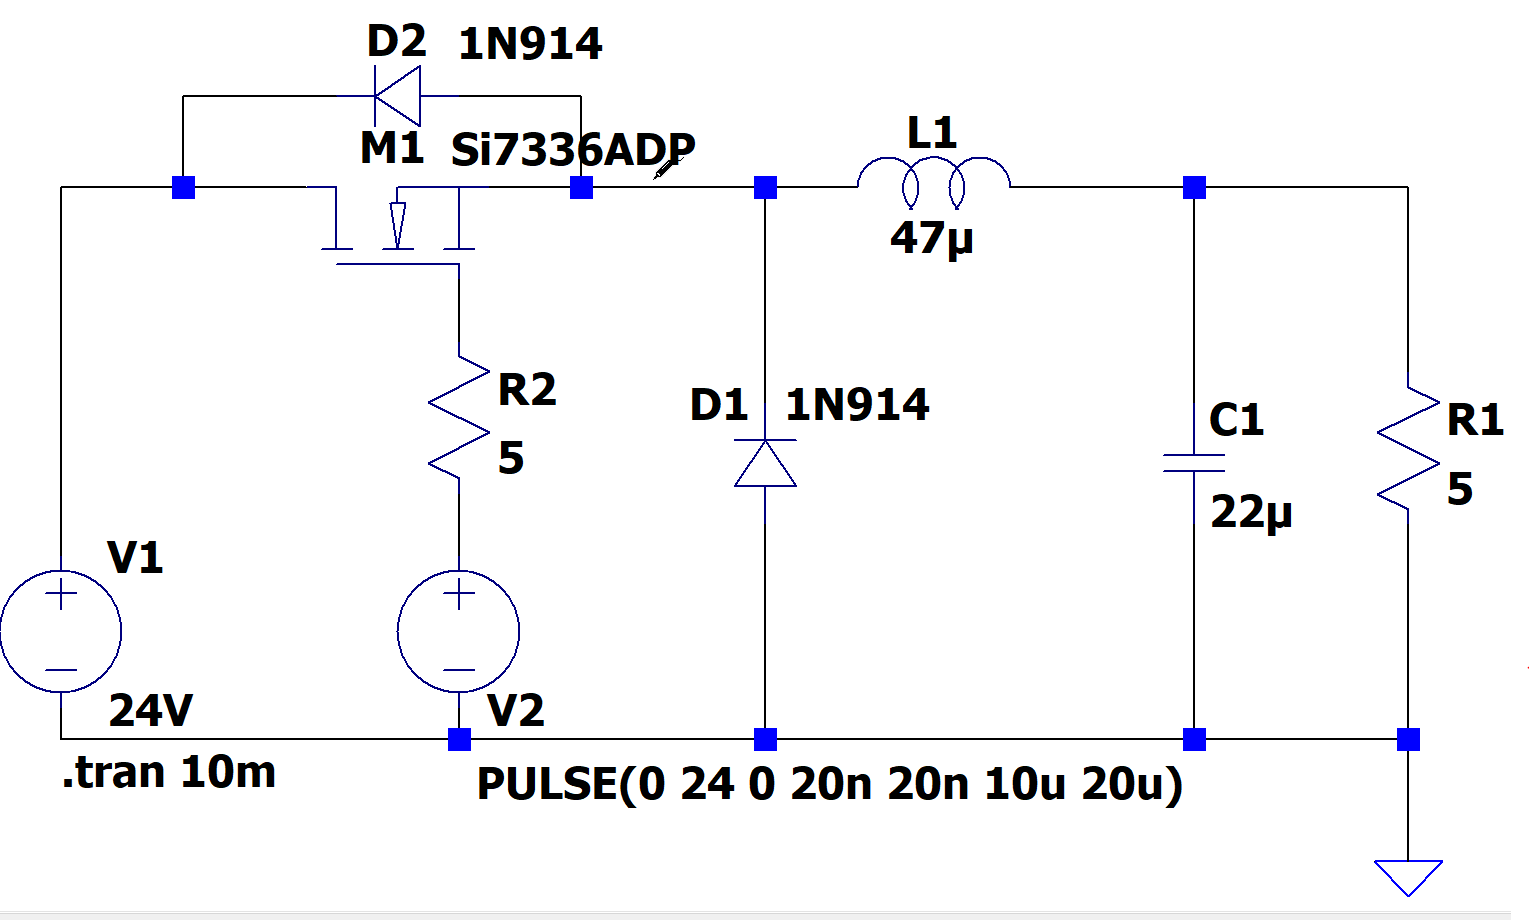 D2 1N914
M1 Si7336ADP
L1
47µ
R2
5
D1 1N914
C1
22µ
R1
5
V1
24V
V2
.tran 10m
PULSE(0 24 0 20n 20n 10u 20u)